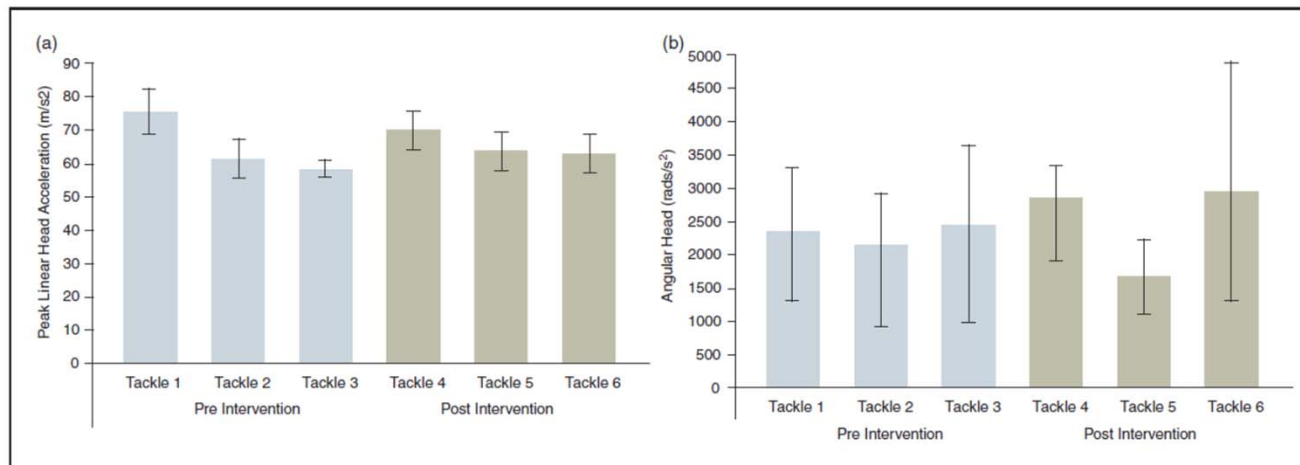 (a)
Peak Linear Head Acceleration (m/s2)
90
80
70
60
50
40
30
20
10
0
Tackle 1 Tackle 2 Tackle 3 Tackle 4 Tackle 5 Tackle 6
Pre Intervention Post Intervention
(b)
Angular Head (rads/s²)
5000
4500
4000
3500
3000
2500
2000
1500
1000
500
0
Tackle 1 Tackle 2 Tackle 3 Tackle 4 Tackle 5 Tackle 6
Pre Intervention Post Intervention